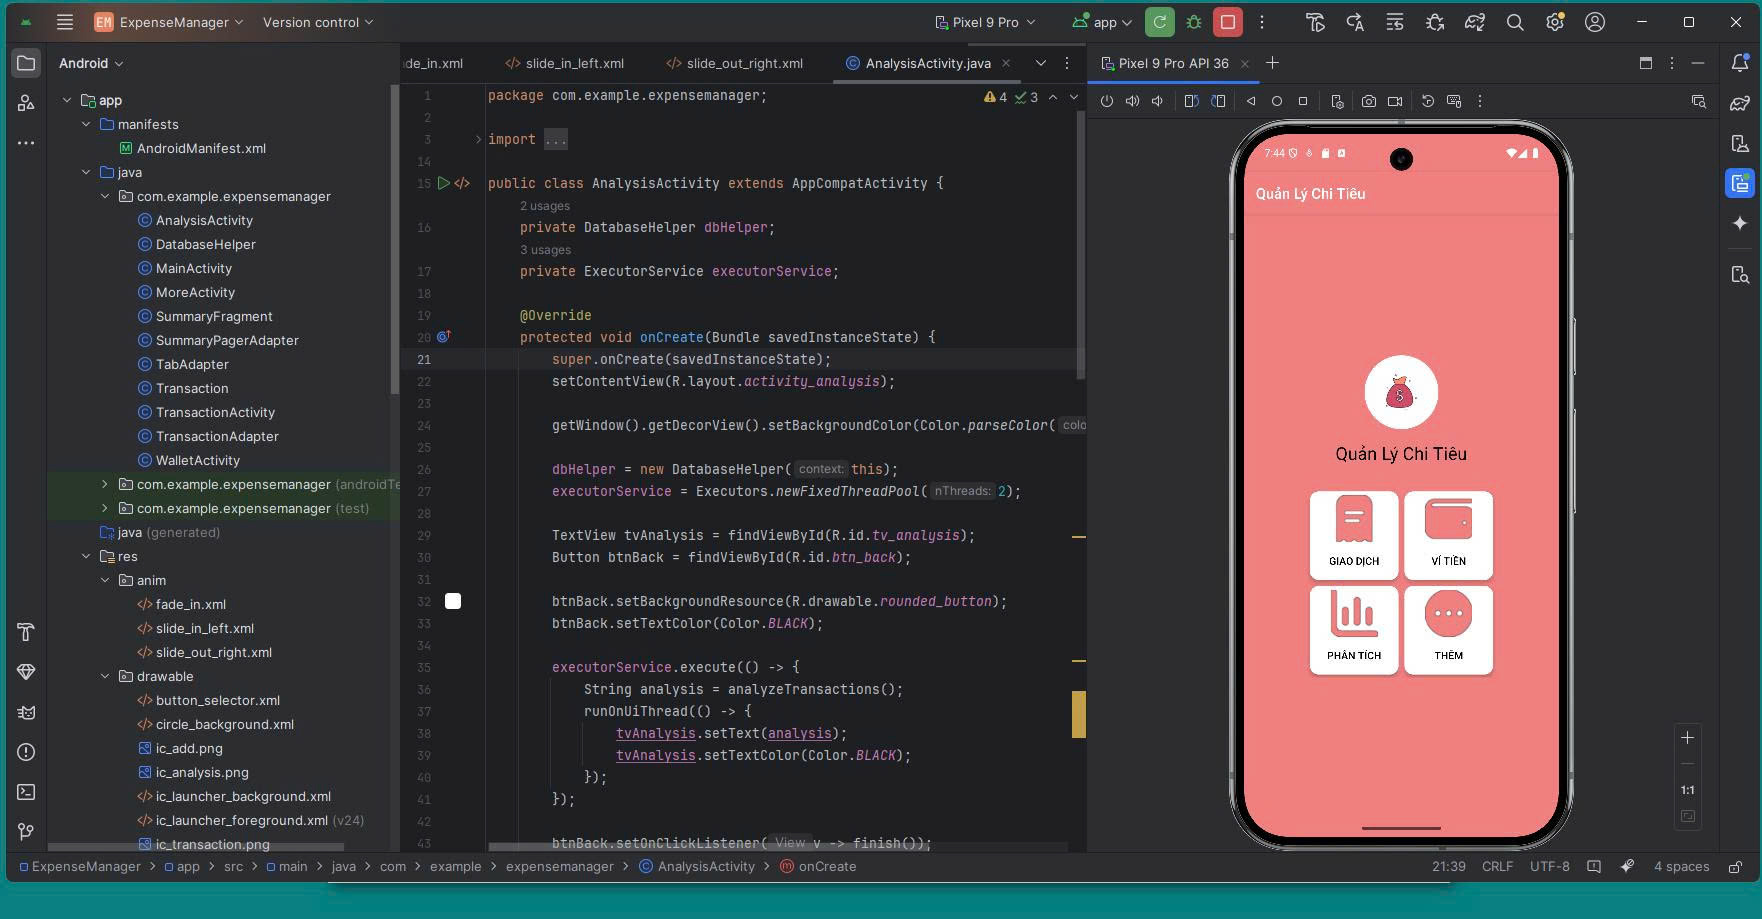 EM ExpenseManager Version control Pixel 9 Pro app
Android
app
manifests
AndroidManifest.xml
java
com.example.expensemanager
AnalysisActivity
DatabaseHelper
MainActivity
MoreActivity
SummaryFragment
SummaryPagerAdapter
TabAdapter
Transaction
TransactionActivity
TransactionAdapter
WalletActivity
com.example.expensemanager (androidTe
com.example.expensemanager (test)
java (generated)
res
anim
fade_in.xml
slide_in_left.xml
slide_out_right.xml
drawable
button_selector.xml
circle_background.xml
ic_add.png
ic_analysis.png
ic_launcher_background.xml
ic_launcher_foreground.xml (v24)
ic_transaction.png
ade_in.xml slide_in_left.xml slide_out_right.xml AnalysisActivity.java
4 3
1 package com.example.expensemanager;
2
3 import ...
14
15 public class AnalysisActivity extends AppCompatActivity {
2 usages
16 private DatabaseHelper dbHelper;
3 usages
17 private ExecutorService executorService;
18
19 @Override
20 protected void onCreate(Bundle savedInstanceState) {
21 super.onCreate(savedInstanceState);
22 setContentView(R.layout.activity_analysis);
23
24 getWindow().getDecorView().setBackgroundColor(Color.parseColor( colo
25
26 dbHelper = new DatabaseHelper( context: this);
27 executorService = Executors.newFixedThreadPool( nThreads: 2);
28
29 TextView tvAnalysis = findViewById(R.id.tv_analysis);
30 Button btnBack = findViewById(R.id.btn_back);
31
32 btnBack.setBackgroundResource(R.drawable.rounded_button);
33 btnBack.setTextColor(Color.BLACK);
34
35 executorService.execute(() -> {
36 String analysis = analyzeTransactions();
37 runOnUiThread(() -> {
38 tvAnalysis.setText(analysis);
39 tvAnalysis.setTextColor(Color.BLACK);
40 });
41 });
42
43 btnBack.setOnClickListener( View v -> finish());
Pixel 9 Pro API 36
7:44
Quản Lý Chi Tiêu
Quản Lý Chi Tiêu
GIAO DỊCH VÍ TIỀN
PHÂN TÍCH THÊM
1:1
ExpenseManager > app > src > main > java > com > example > expensemanager > AnalysisActivity > onCreate
21:39 CRLF UTF-8 4 spaces